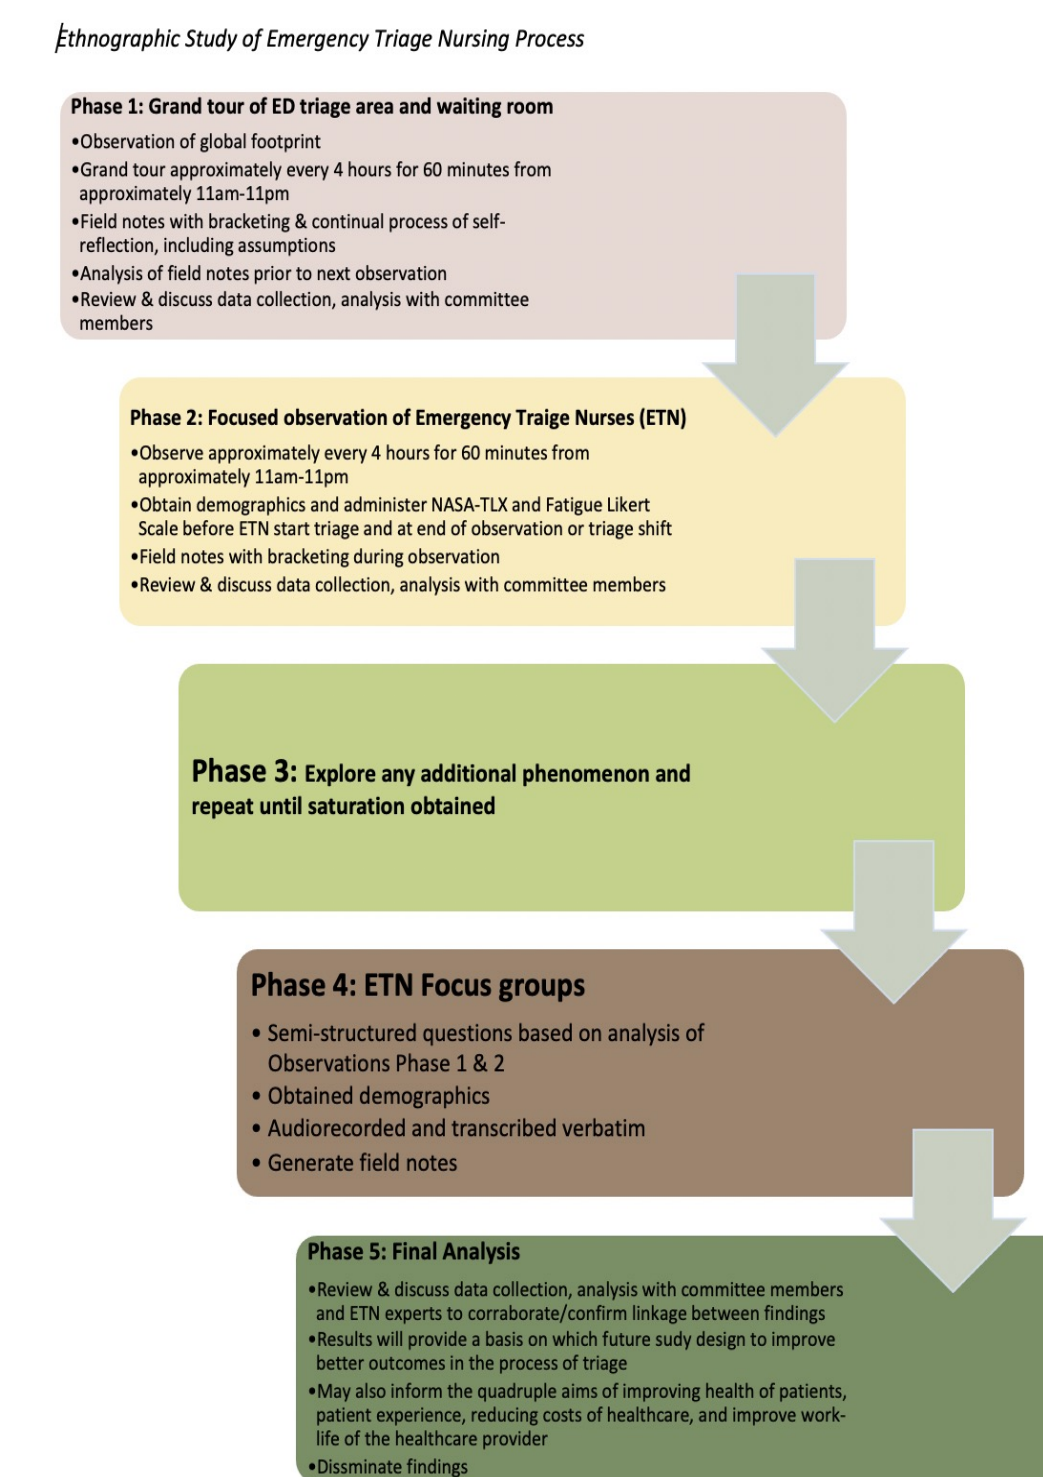 Ethnographic Study of Emergency Triage Nursing Process
Phase 1: Grand tour of ED triage area and waiting room
•Observation of global footprint
•Grand tour approximately every 4 hours for 60 minutes from
approximately 11am-11pm
•Field notes with bracketing & continual process of self-
reflection, including assumptions
•Analysis of field notes prior to next observation
•Review & discuss data collection, analysis with committee
members
Phase 2: Focused observation of Emergency Traige Nurses (ETN)
•Observe approximately every 4 hours for 60 minutes from
approximately 11am-11pm
•Obtain demographics and administer NASA-TLX and Fatigue Likert
Scale before ETN start triage and at end of observation or triage shift
•Field notes with bracketing during observation
•Review & discuss data collection, analysis with committee members
Phase 3: Explore any additional phenomenon and
repeat until saturation obtained
Phase 4: ETN Focus groups
• Semi-structured questions based on analysis of
Observations Phase 1 & 2
• Obtained demographics
• Audiorecorded and transcribed verbatim
• Generate field notes
Phase 5: Final Analysis
•Review & discuss data collection, analysis with committee members
and ETN experts to corraborate/confirm linkage between findings
•Results will provide a basis on which future sudy design to improve
better outcomes in the process of triage
•May also inform the quadruple aims of improving health of patients,
patient experience, reducing costs of healthcare, and improve work-
life of the healthcare provider
•Dissminate findings